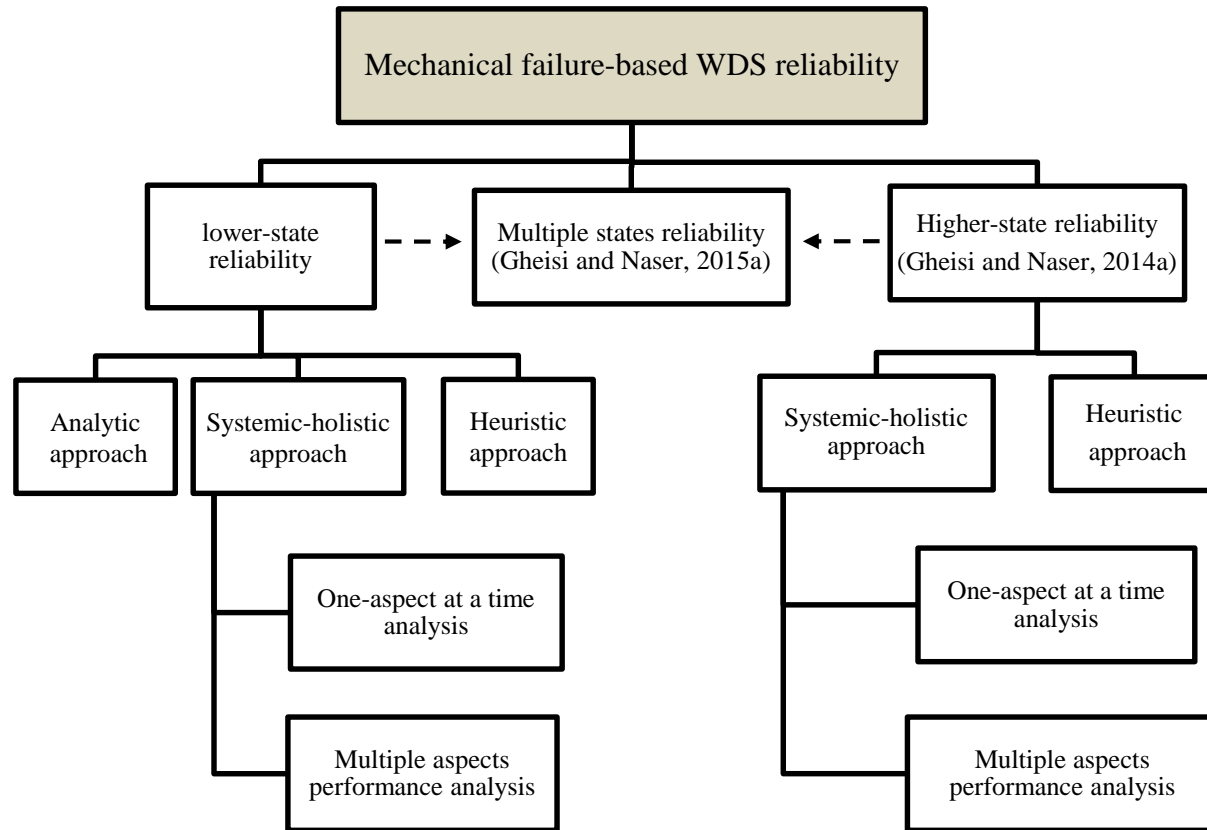 Mechanical failure-based WDS reliability
lower-state
reliability
Multiple states reliability
(Gheisi and Naser, 2015a)
Higher-state reliability
(Gheisi and Naser, 2014a)
Analytic
approach
Systemic-holistic
approach
Heuristic
approach
Systemic-holistic
approach
Heuristic
approach
One-aspect at a time
analysis
One-aspect at a time
analysis
Multiple aspects
performance analysis
Multiple aspects
performance analysis